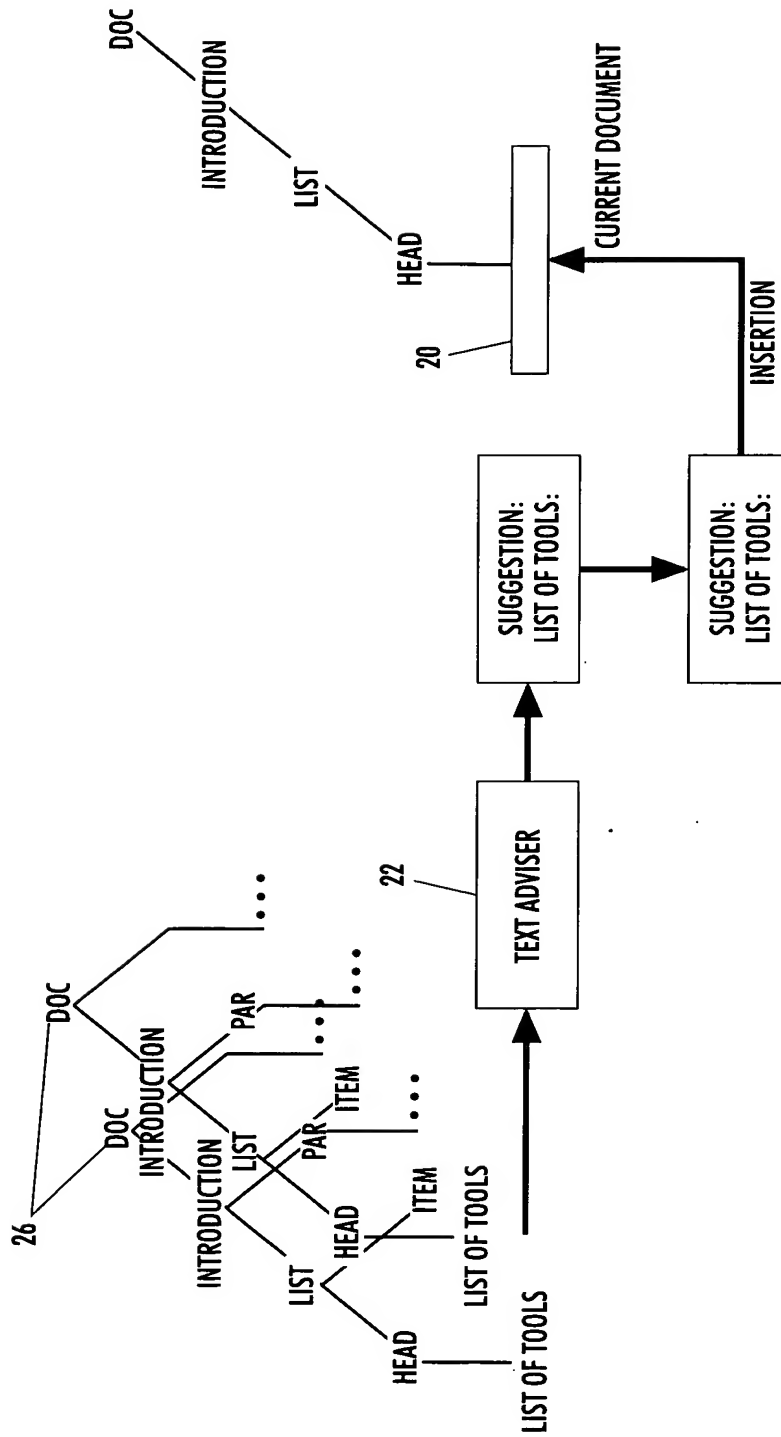 26
DOC
DOC
INTRODUCTION
INTRODUCTION
PAR
LIST
LIST
ITEM
PAR
HEAD
HEAD
ITEM
LIST OF TOOLS
LIST OF TOOLS
22
TEXT ADVISER
SUGGESTION:
LIST OF TOOLS:
SUGGESTION:
LIST OF TOOLS:
INSERTION
CURRENT DOCUMENT
20
HEAD
LIST
INTRODUCTION
DOC